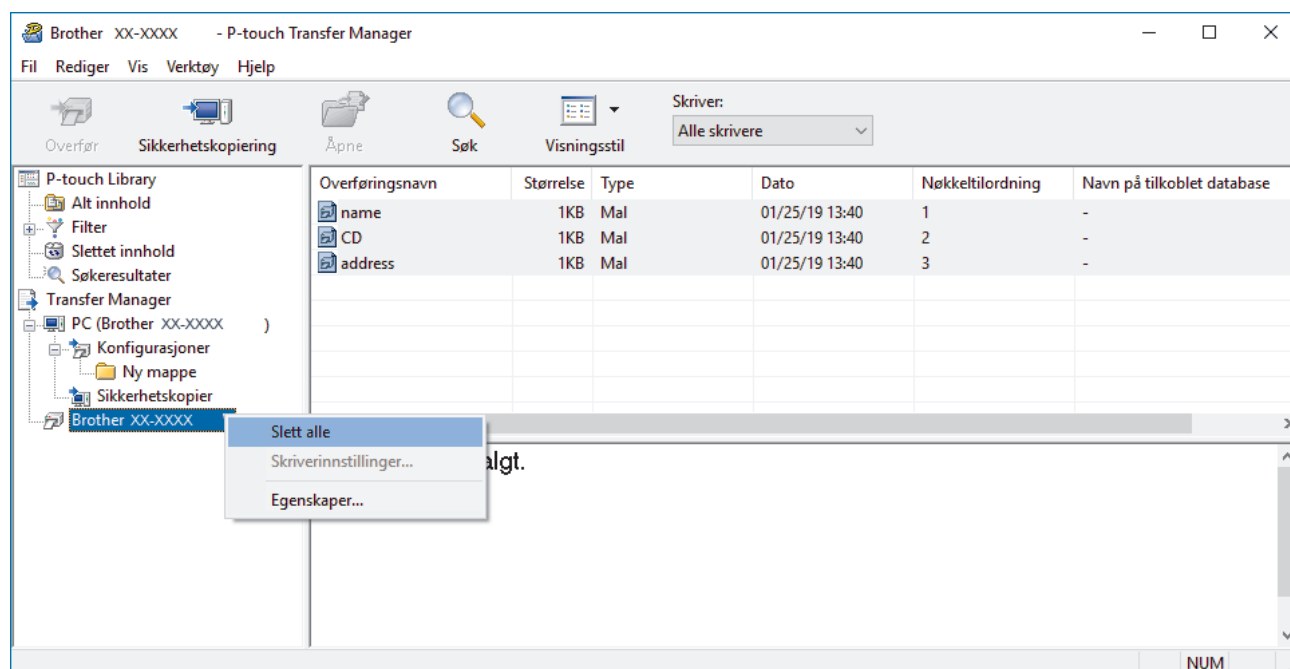 Brother XX-XXXX - P-touch Transfer Manager
Fil Rediger Vis Verktøy Hjelp
Overfør Sikkerhetskopiering Åpne Søk Visningsstil
Skriver:
Alle skrivere
P-touch Library
Alt innhold
Filter
Slettet innhold
Søkeresultater
Transfer Manager
PC (Brother XX-XXXX )
Konfigurasjoner
Ny mappe
Sikkerhetskopier
Brother XX-XXXX
Overføringsnavn Størrelse Type Dato Nøkkeltilordning Navn på tilkoblet database
name 1KB Mal 01/25/19 13:40 1 -
CD 1KB Mal 01/25/19 13:40 2 -
address 1KB Mal 01/25/19 13:40 3 -
Slett alle
Skriverinnstillinger...
Egenskaper...
algt.
NUM